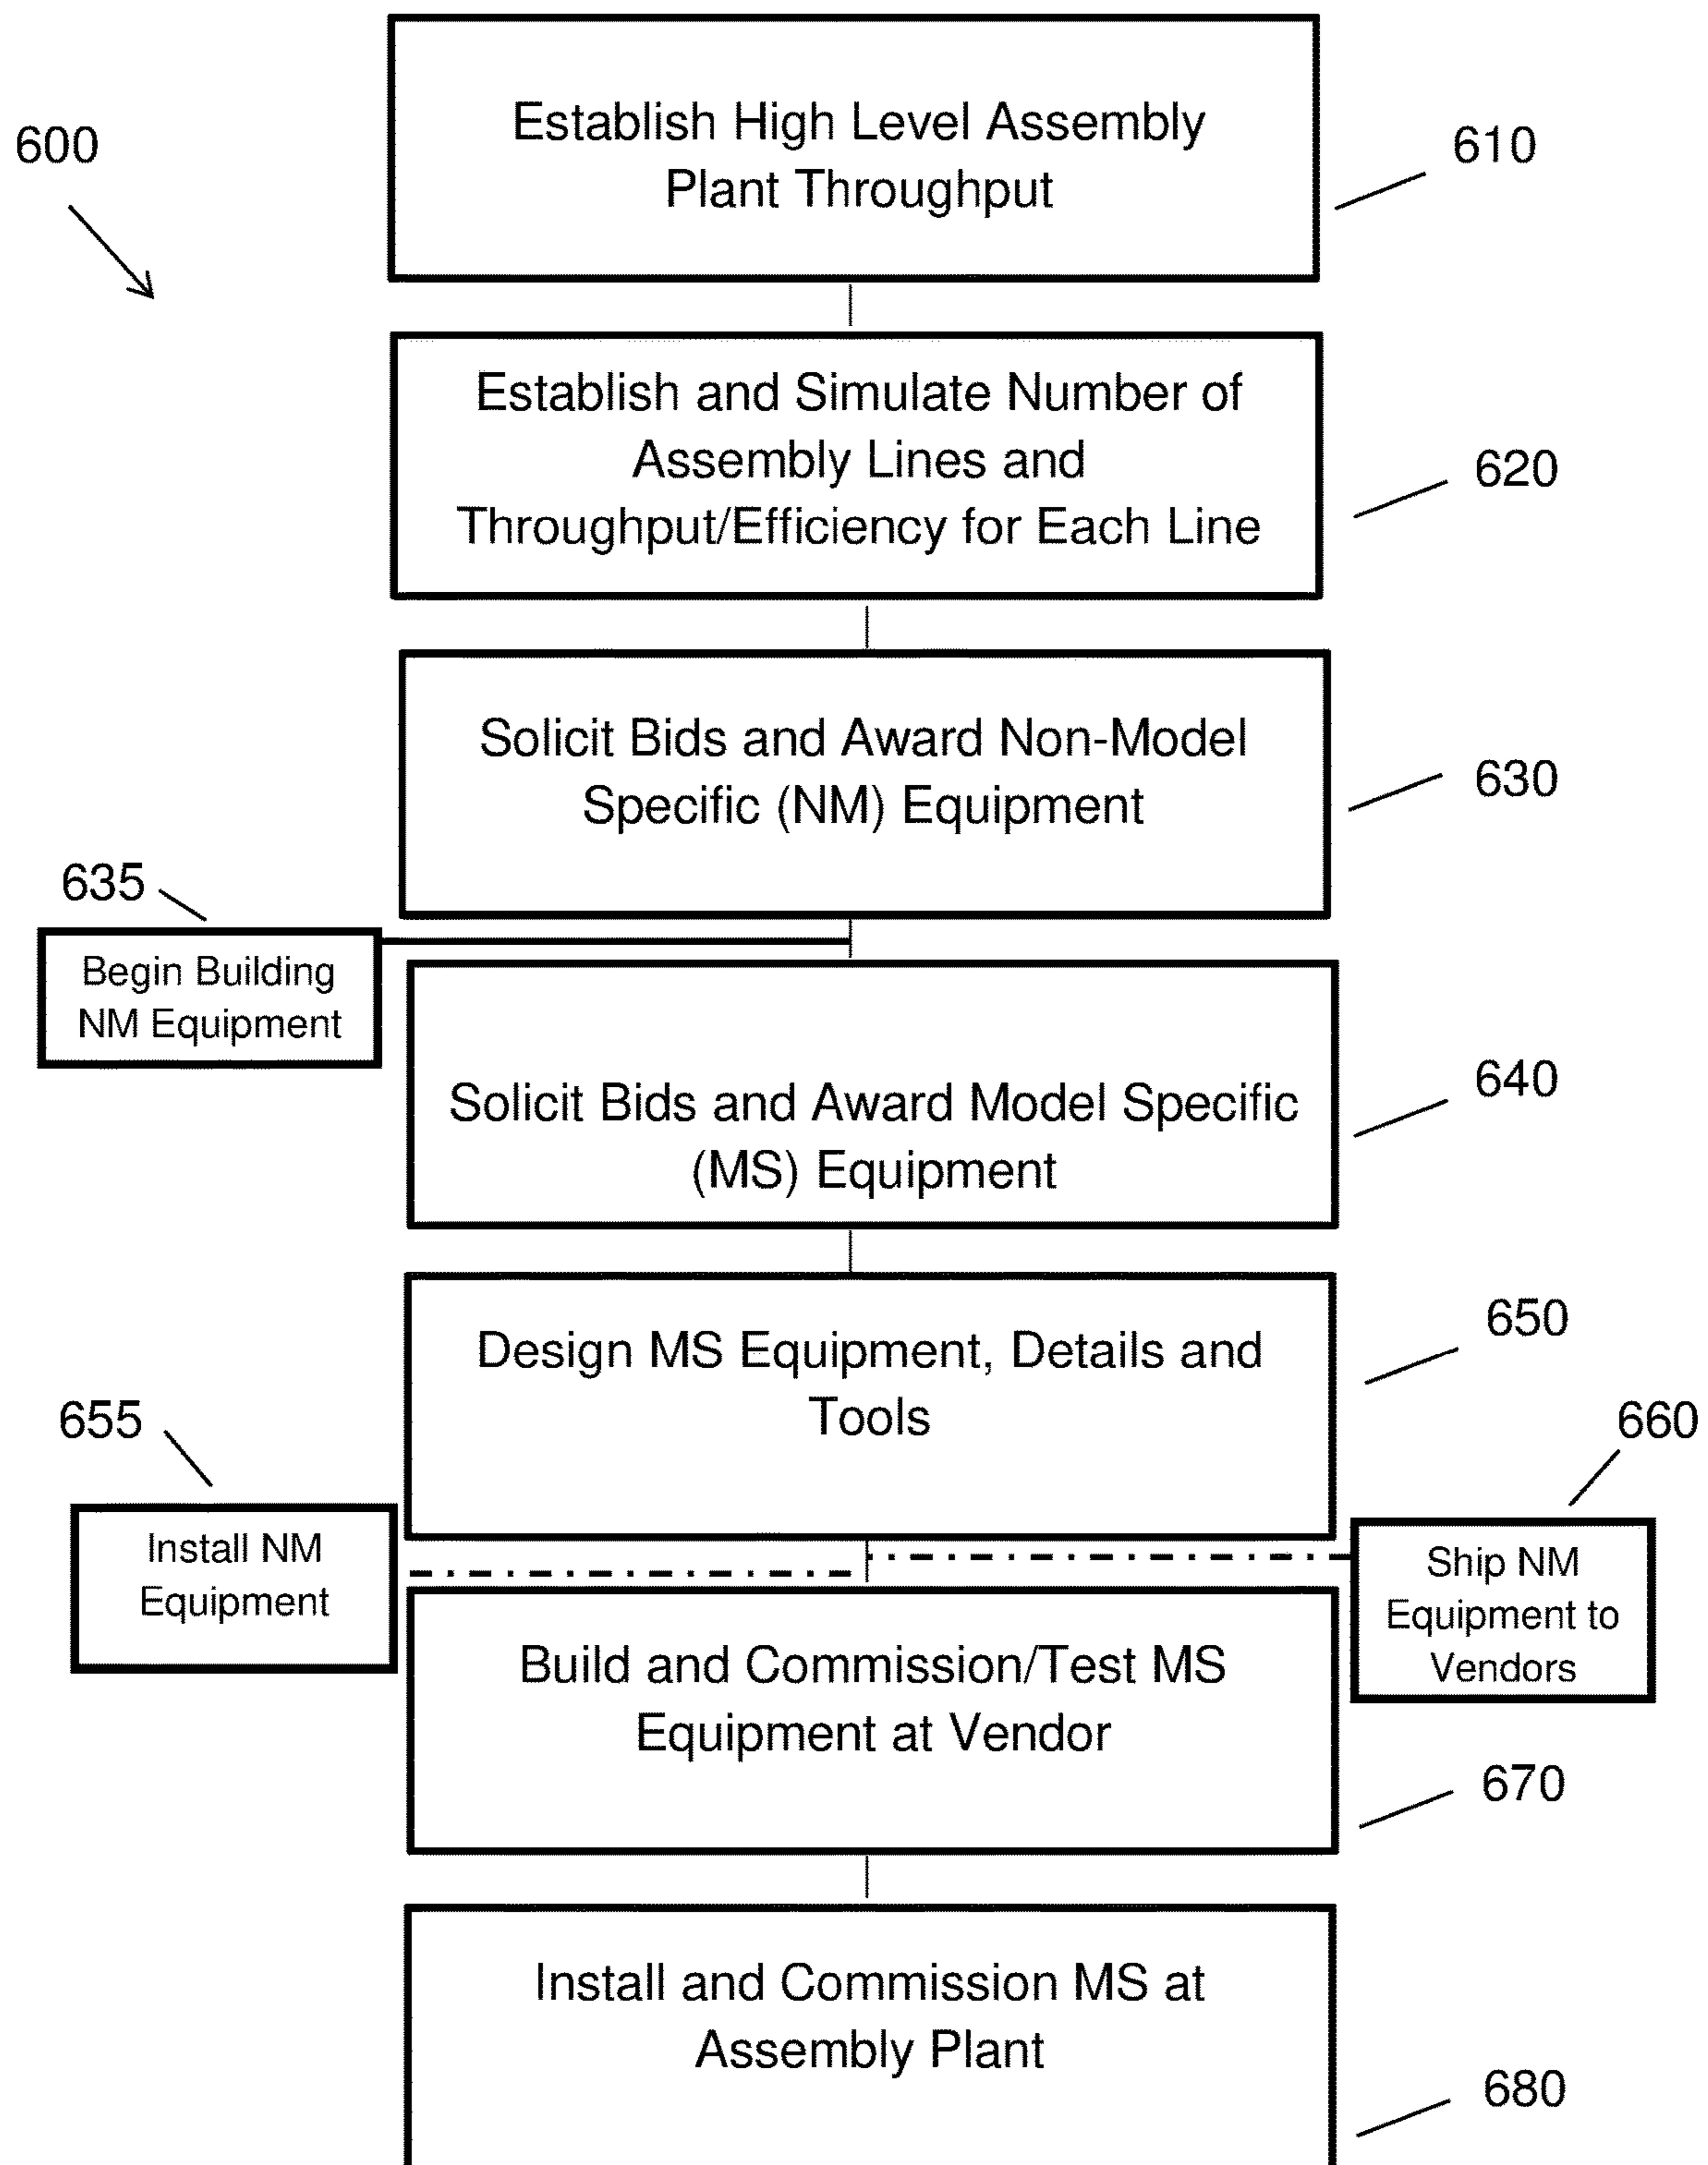 600
Establish High Level Assembly
Plant Throughput
610
Establish and Simulate Number of
Assembly Lines and
Throughput/Efficiency for Each Line
620
Solicit Bids and Award Non-Model
Specific (NM) Equipment
630
635
Begin Building
NM Equipment
Solicit Bids and Award Model Specific
(MS) Equipment
640
Design MS Equipment, Details and
Tools
650
655
Install NM
Equipment
660
Ship NM
Equipment to
Vendors
Build and Commission/Test MS
Equipment at Vendor
670
Install and Commission MS at
Assembly Plant
680